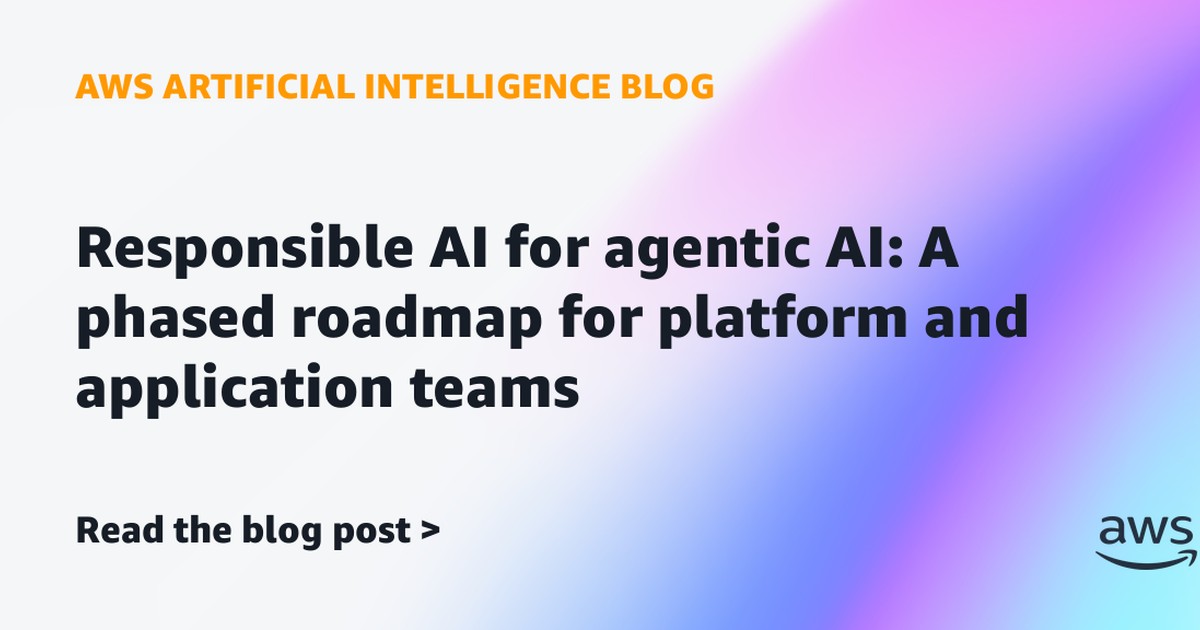 AWS ARTIFICIAL INTELLIGENCE BLOG
Responsible AI for agentic AI: A
phased roadmap for platform and
application teams
Read the blog post >
aws